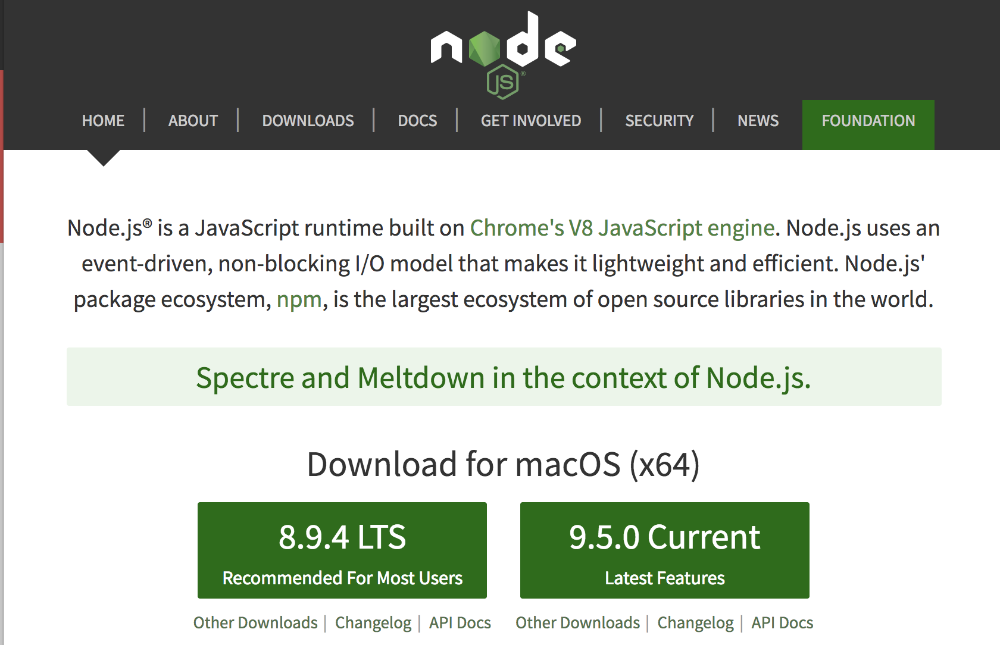 node
JS®
HOME | ABOUT | DOWNLOADS | DOCS | GET INVOLVED | SECURITY | NEWS FOUNDATION
Node.js® is a JavaScript runtime built on Chrome's V8 JavaScript engine. Node.js uses an
event-driven, non-blocking I/O model that makes it lightweight and efficient. Node.js'
package ecosystem, npm, is the largest ecosystem of open source libraries in the world.
Spectre and Meltdown in the context of Node.js.
Download for macOS (x64)
8.9.4 LTS
Recommended For Most Users
9.5.0 Current
Latest Features
Other Downloads | Changelog | API Docs
Other Downloads | Changelog | API Docs